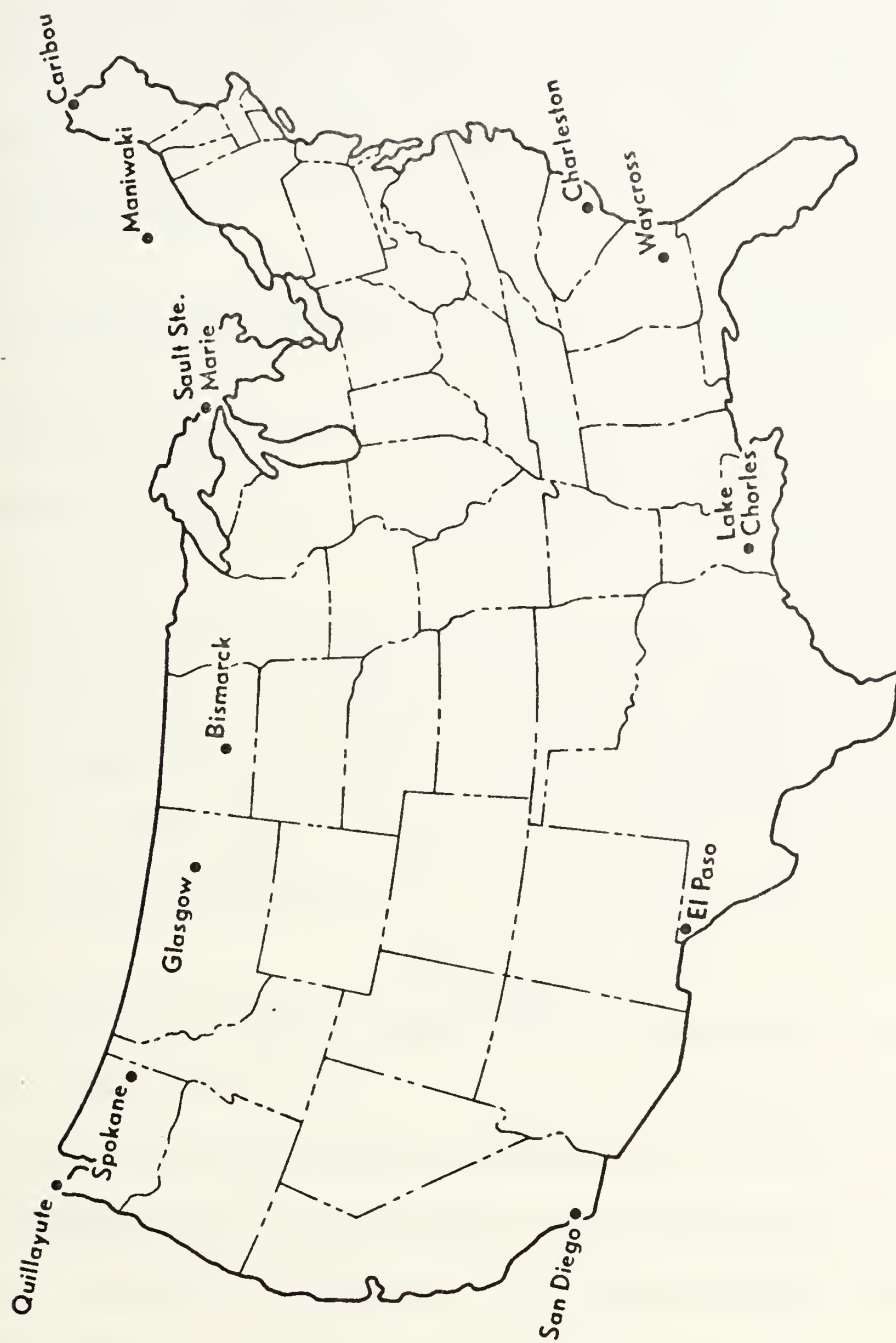 Quillayute
Spokane
Glasgow
Bismarck
Sault Ste.
Marie
Maniwaki
Caribou
San Diego
El Paso
Lake
Chorles
Waycross
Charleston